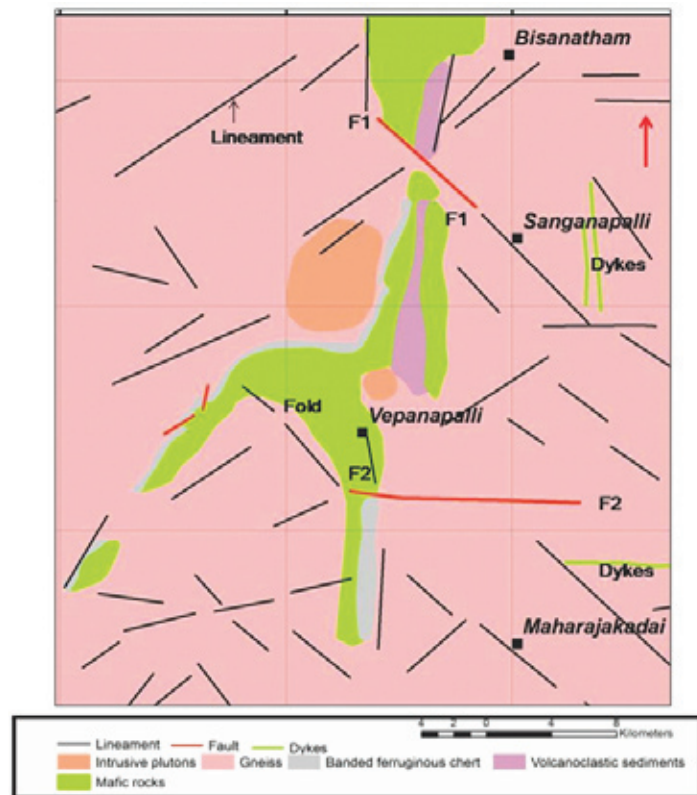 Bisanatham
F1
Lineament
F1
Sanganapalli
Dykes
Fold
Vepanapalli
F2
F2
Dykes
Maharajakadai
4 2 0 4 8
Kilometers
Lineament Fault Dykes
Intrusive plutons Gneiss Banded ferruginous chert Volcanoclastic sediments
Mafic rocks